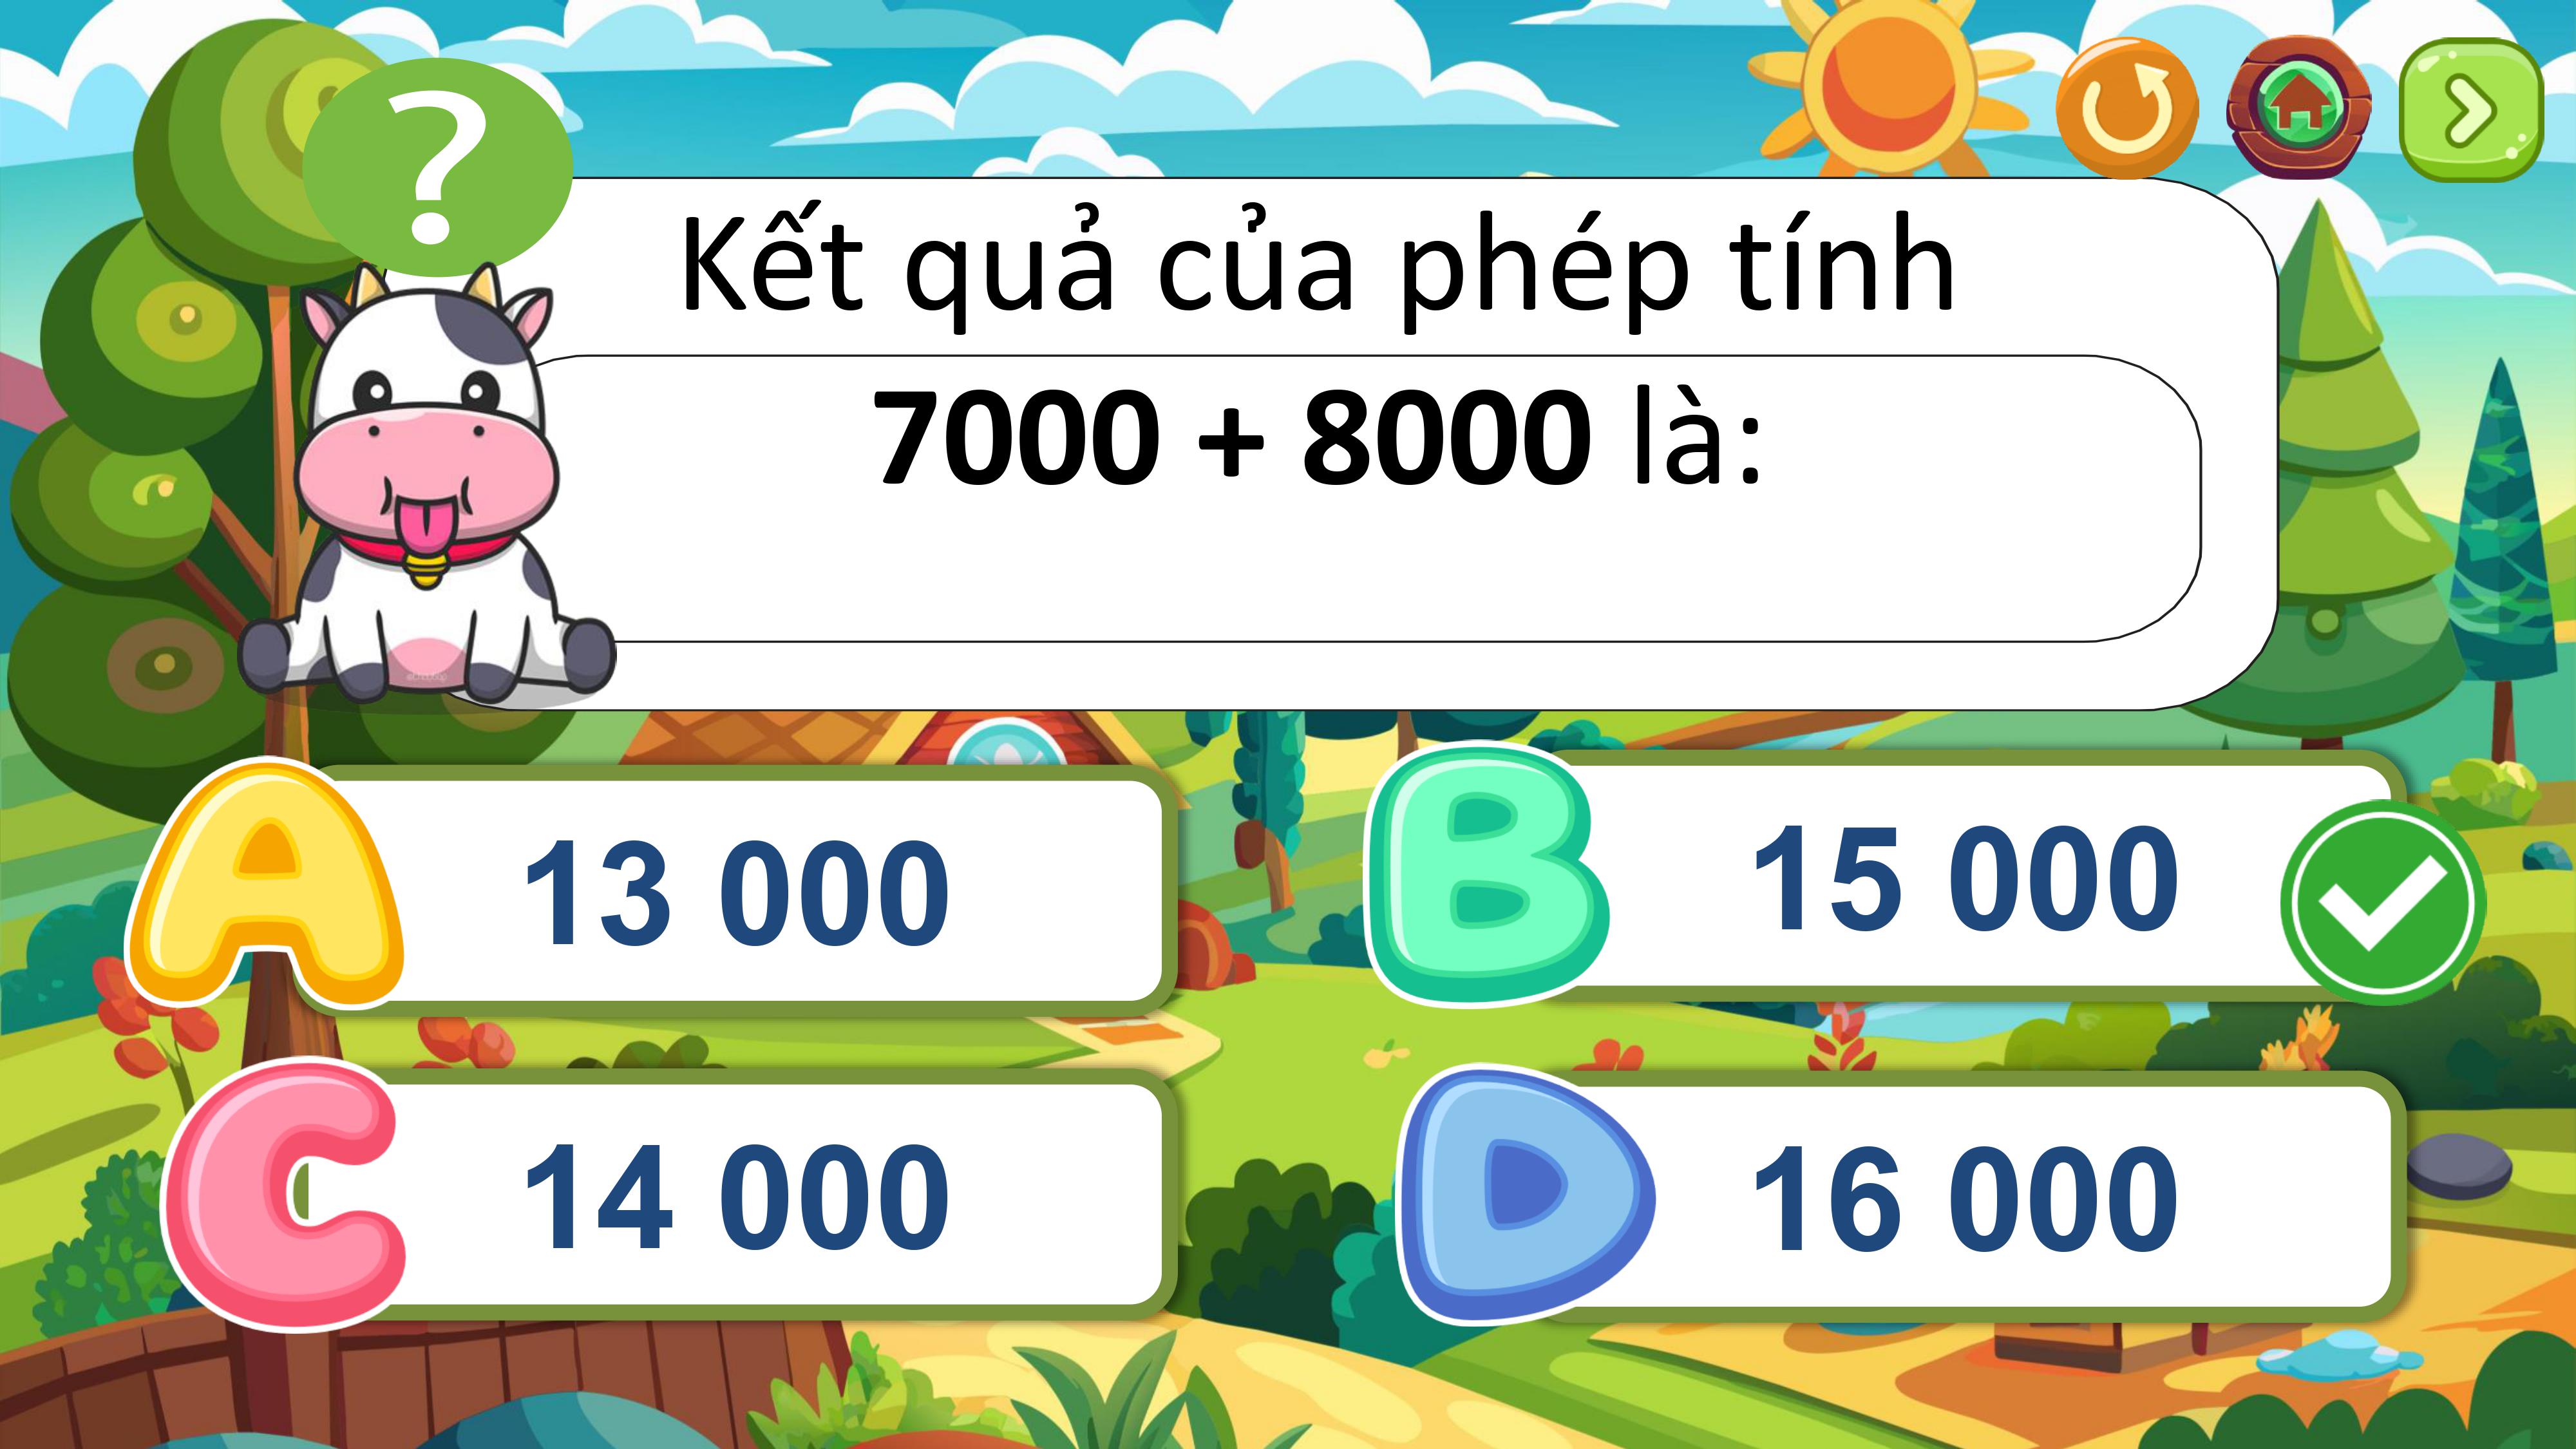 ?
Kết quả của phép tính
7000 + 8000 là:
A 13 000
B 15 000
C 14 000
D 16 000